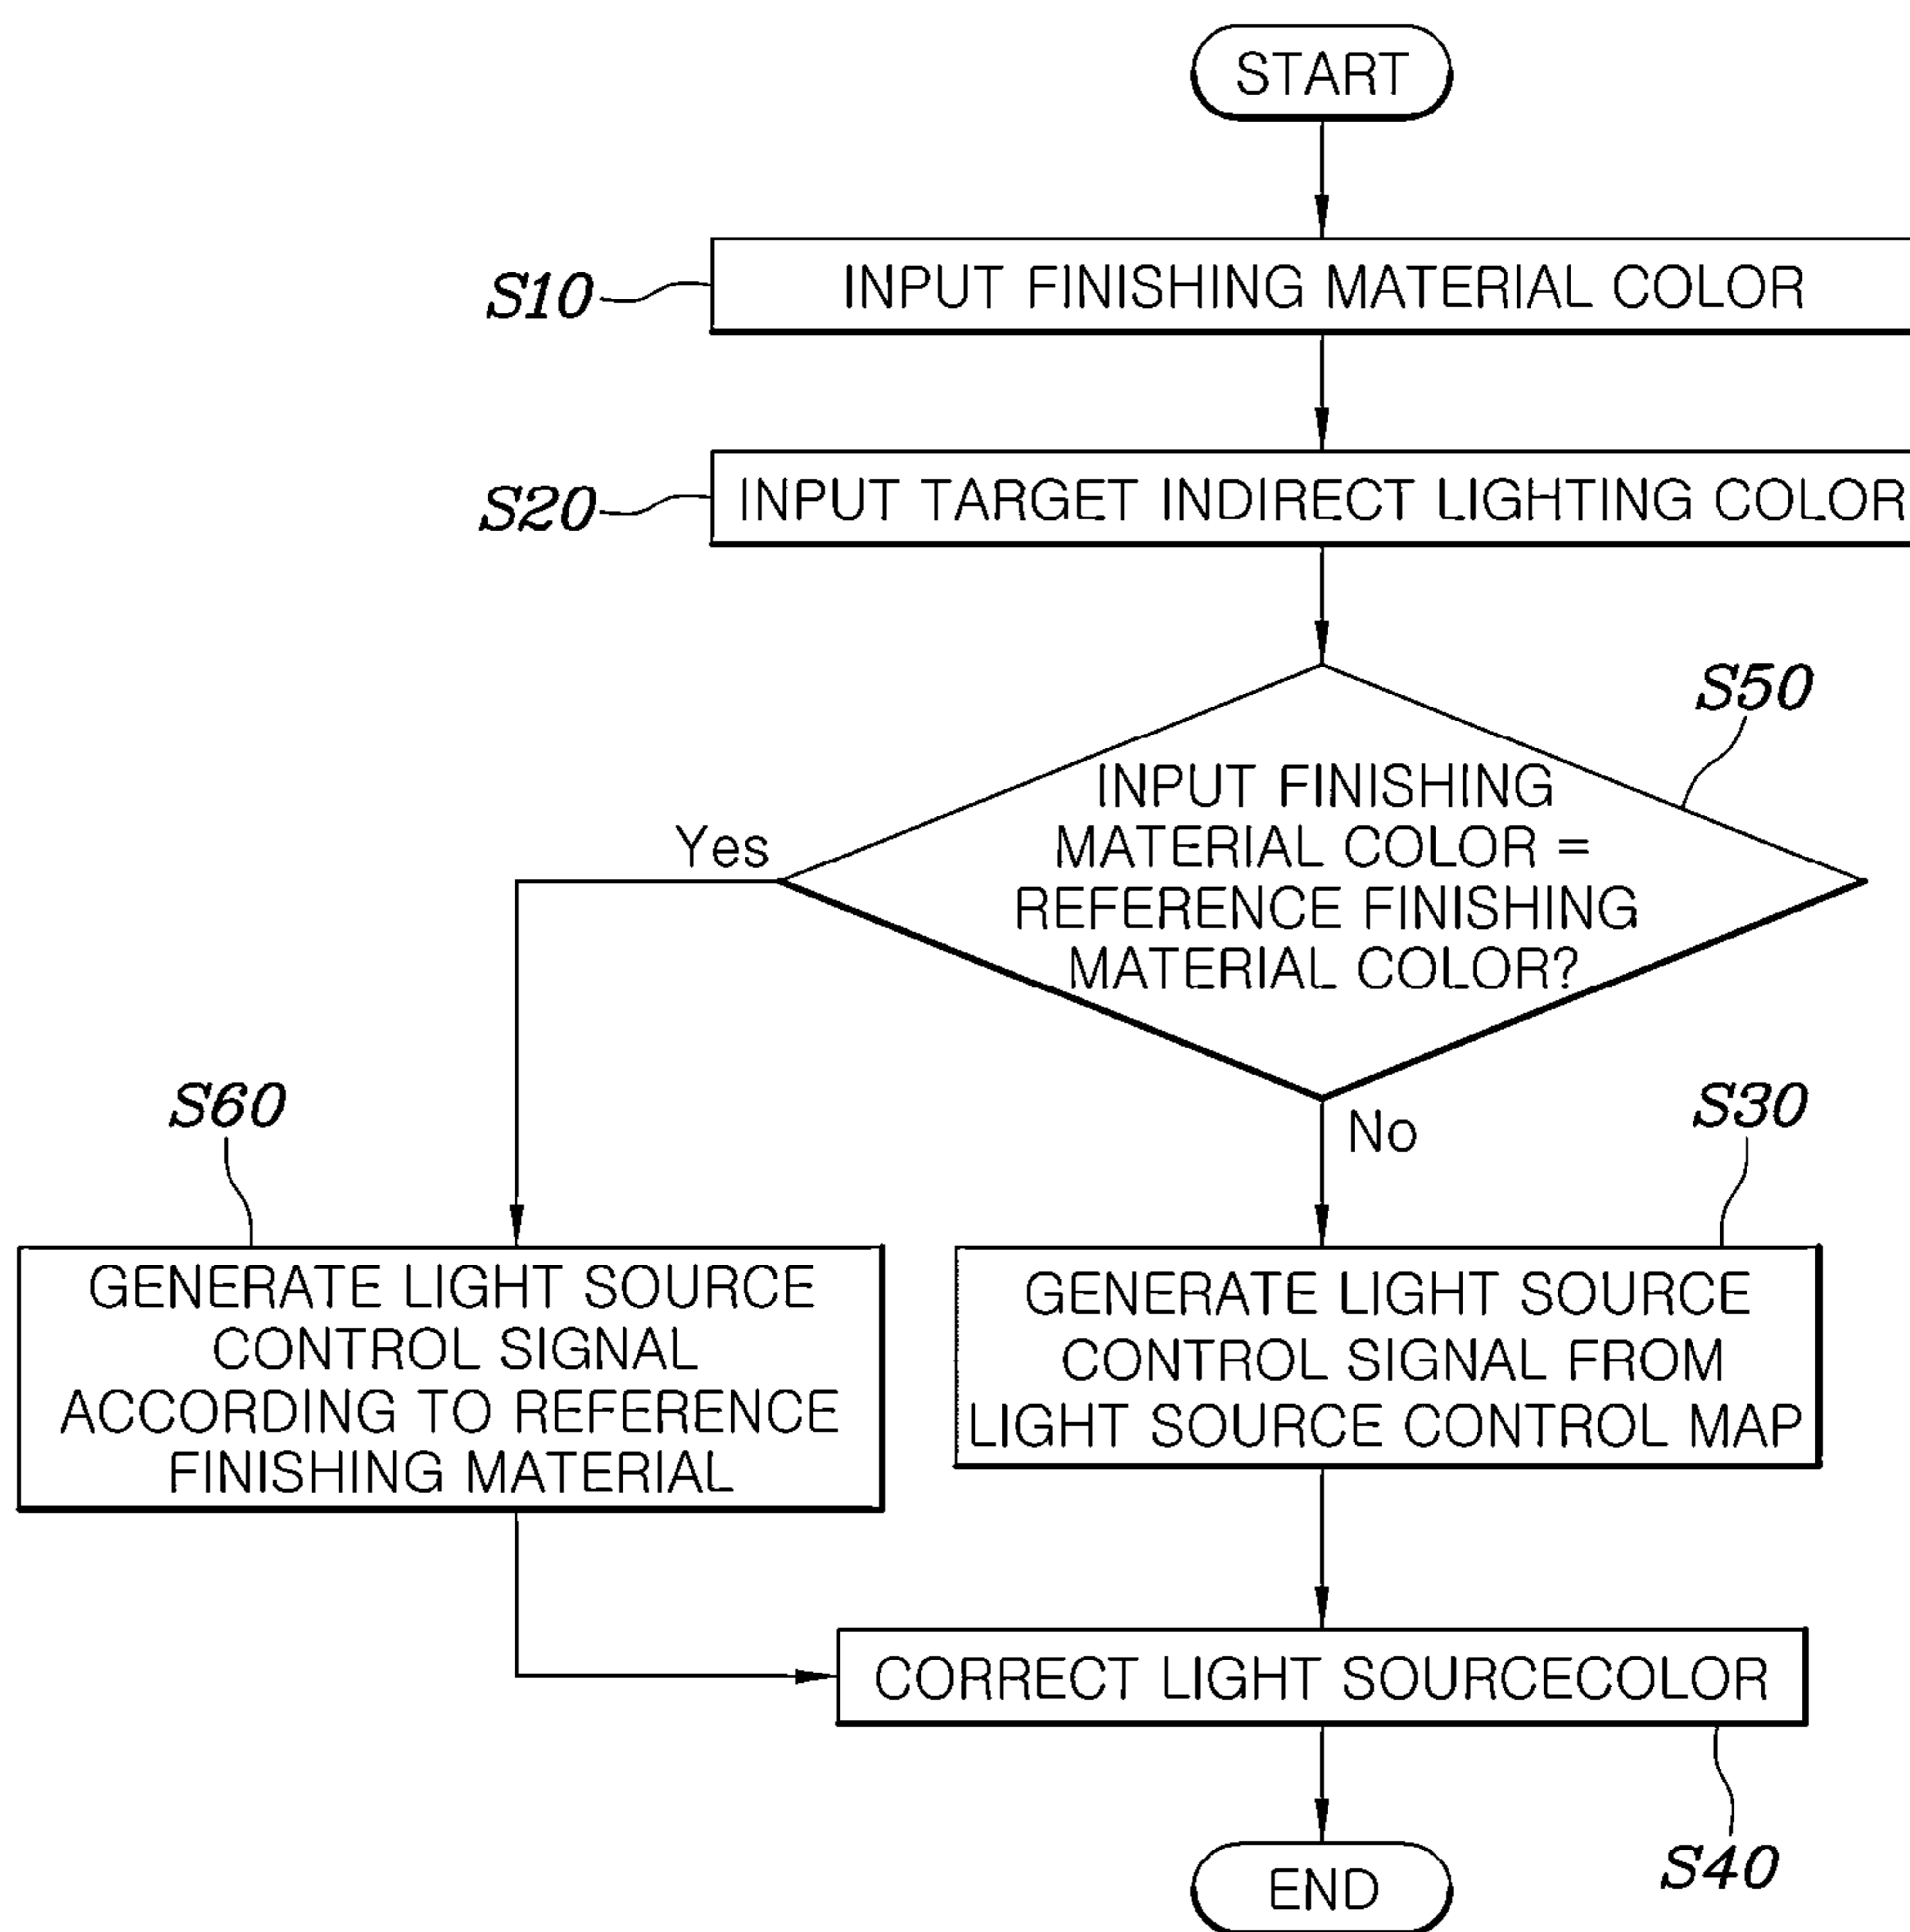 START
S10
INPUT FINISHING MATERIAL COLOR
S20
INPUT TARGET INDIRECT LIGHTING COLOR
S50
INPUT FINISHING
MATERIAL COLOR =
REFERENCE FINISHING
MATERIAL COLOR?
Yes
No
S60
GENERATE LIGHT SOURCE
CONTROL SIGNAL
ACCORDING TO REFERENCE
FINISHING MATERIAL
S30
GENERATE LIGHT SOURCE
CONTROL SIGNAL FROM
LIGHT SOURCE CONTROL MAP
CORRECT LIGHT SOURCECOLOR
S40
END